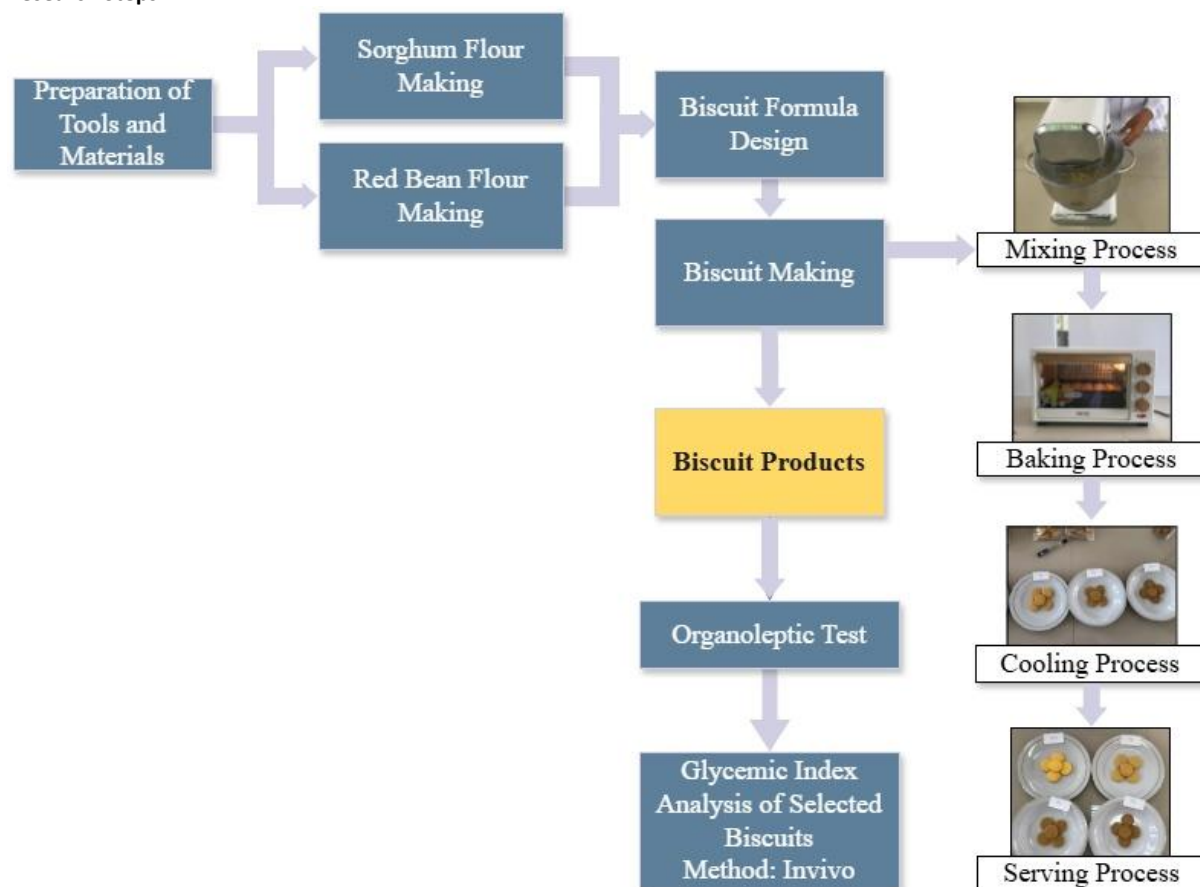 Preparation of
Tools and
Materials
Sorghum Flour
Making
Red Bean Flour
Making
Biscuit Formula
Design
Biscuit Making
Mixing Process
Baking Process
Biscuit Products
Cooling Process
Organoleptic Test
Glycemic Index
Analysis of Selected
Biscuits
Method: Invivo
Serving Process